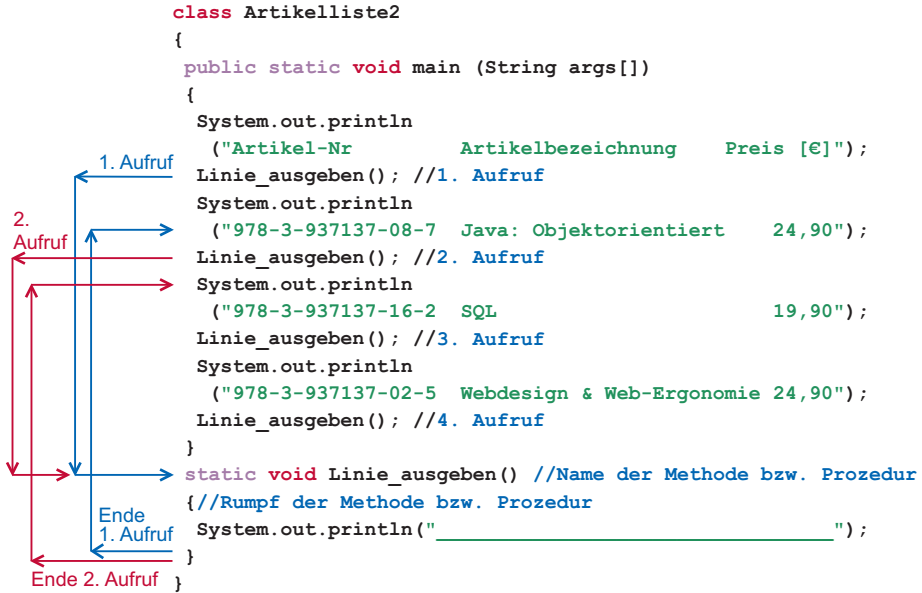 class Artikelliste2
{
public static void main (String args[])
{
System.out.println
("Artikel-Nr        Artikelbezeichnung    Preis [€]");
1. Aufruf
Linie_ausgeben(); //1. Aufruf
System.out.println
2.
Aufruf
("978-3-937137-08-7  Java: Objektorientiert    24,90");
Linie_ausgeben(); //2. Aufruf
System.out.println
("978-3-937137-16-2  SQL                     19,90");
Linie_ausgeben(); //3. Aufruf
System.out.println
("978-3-937137-02-5  Webdesign & Web-Ergonomie 24,90");
Linie_ausgeben(); //4. Aufruf
}
static void Linie_ausgeben() //Name der Methode bzw. Prozedur
{//Rumpf der Methode bzw. Prozedur
Ende
1. Aufruf
System.out.println("______________________________");
}
Ende 2. Aufruf
}